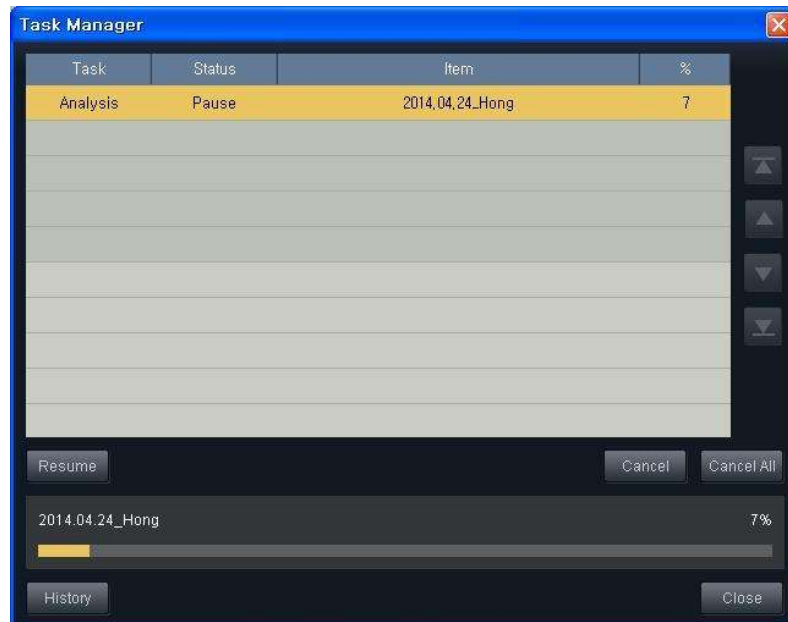 Task Manager
Task Status Item %
Analysis Pause 2014,04,24_Hong 7
Resume Cancel Cancel All
2014.04.24_Hong 7%
History Close